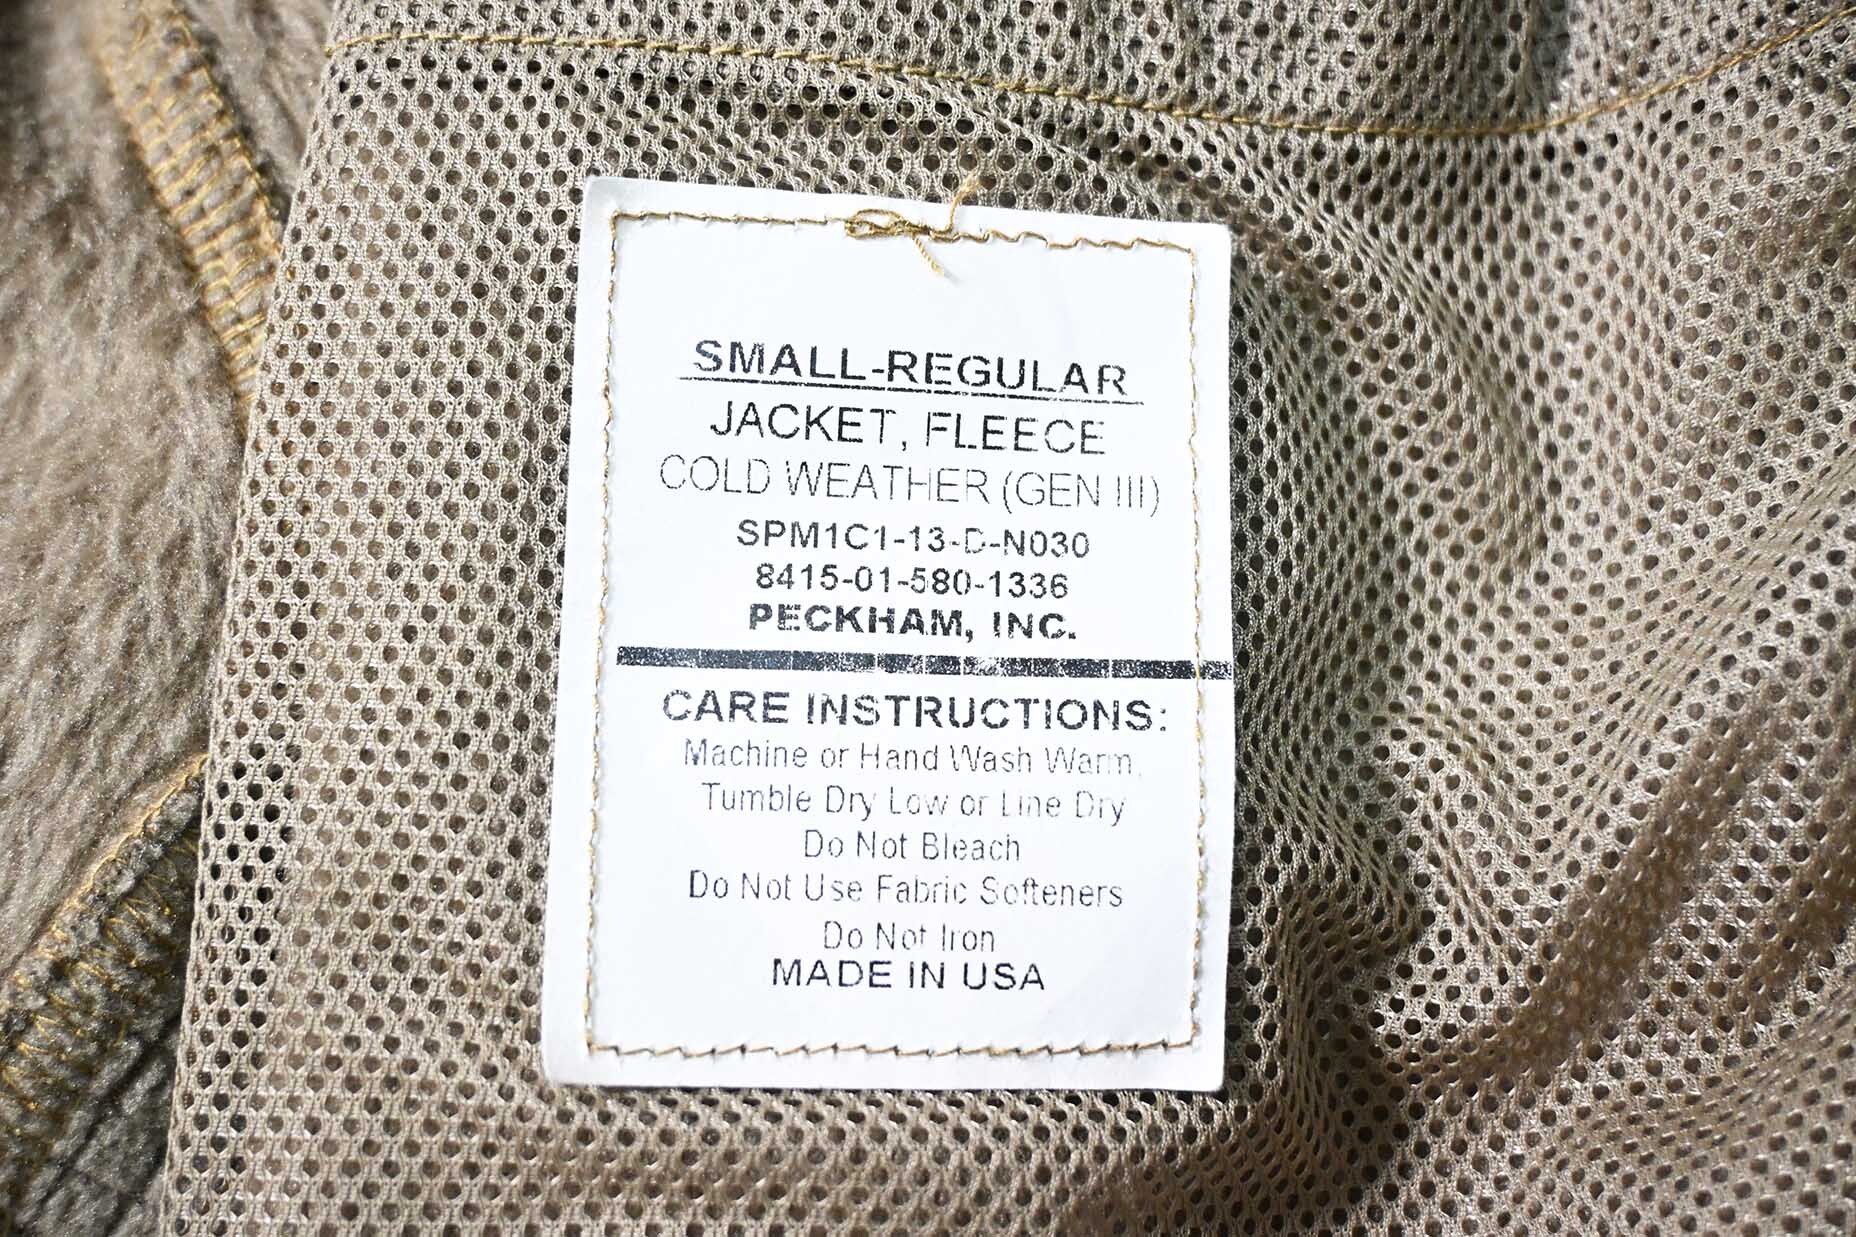 SMALL-REGULAR
JACKET, FLEECE
COLD WEATHER (GEN III)
SPM1C1-13-D-N030
8415-01-580-1336
PECKHAM, INC.
CARE INSTRUCTIONS:
Machine or Hand Wash Warm,
Tumble Dry Low or Line Dry
Do Not Bleach
Do Not Use Fabric Softeners
Do Not Iron
MADE IN USA